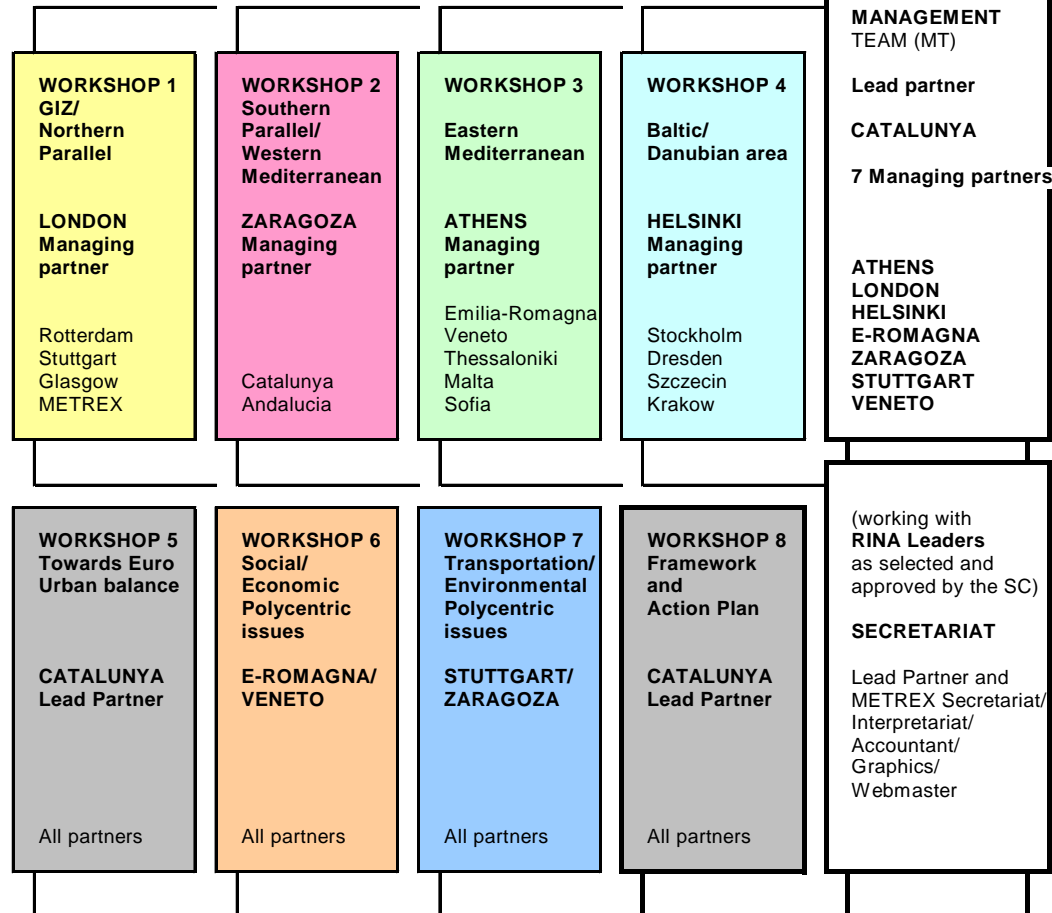 WORKSHOP 1
GIZ/
Northern
Parallel
LONDON
Managing
partner
Rotterdam
Stuttgart
Glasgow
METREX
WORKSHOP 2
Southern
Parallel/
Western
Mediterranean
ZARAGOZA
Managing
partner
Catalunya
Andalucia
WORKSHOP 3
Eastern
Mediterranean
ATHENS
Managing
partner
Emilia-Romagna
Veneto
Thessaloniki
Malta
Sofia
WORKSHOP 4
Baltic/
Danubian area
HELSINKI
Managing
partner
Stockholm
Dresden
Szczecin
Krakow
MANAGEMENT
TEAM (MT)
Lead partner
CATALUNYA
7 Managing partners
ATHENS
LONDON
HELSINKI
E-ROMAGNA
ZARAGOZA
STUTTGART
VENETO
WORKSHOP 5
Towards Euro
Urban balance
CATALUNYA
Lead Partner
All partners
WORKSHOP 6
Social/
Economic
Polycentric
issues
E-ROMAGNA/
VENETO
All partners
WORKSHOP 7
Transportation/
Environmental
Polycentric
issues
STUTTGART/
ZARAGOZA
All partners
WORKSHOP 8
Framework
and
Action Plan
CATALUNYA
Lead Partner
All partners
(working with
RINA Leaders
as selected and
approved by the SC)
SECRETARIAT
Lead Partner and
METREX Secretariat/
Interpretariat/
Accountant/
Graphics/
Webmaster